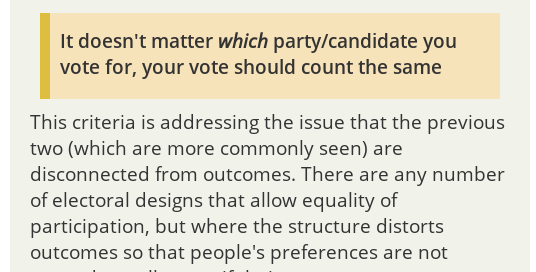 It doesn't matter which party/candidate you
vote for, your vote should count the same
This criteria is addressing the issue that the previous
two (which are more commonly seen) are
disconnected from outcomes. There are any number
of electoral designs that allow equality of
participation, but where the structure distorts
outcomes so that people's preferences are not